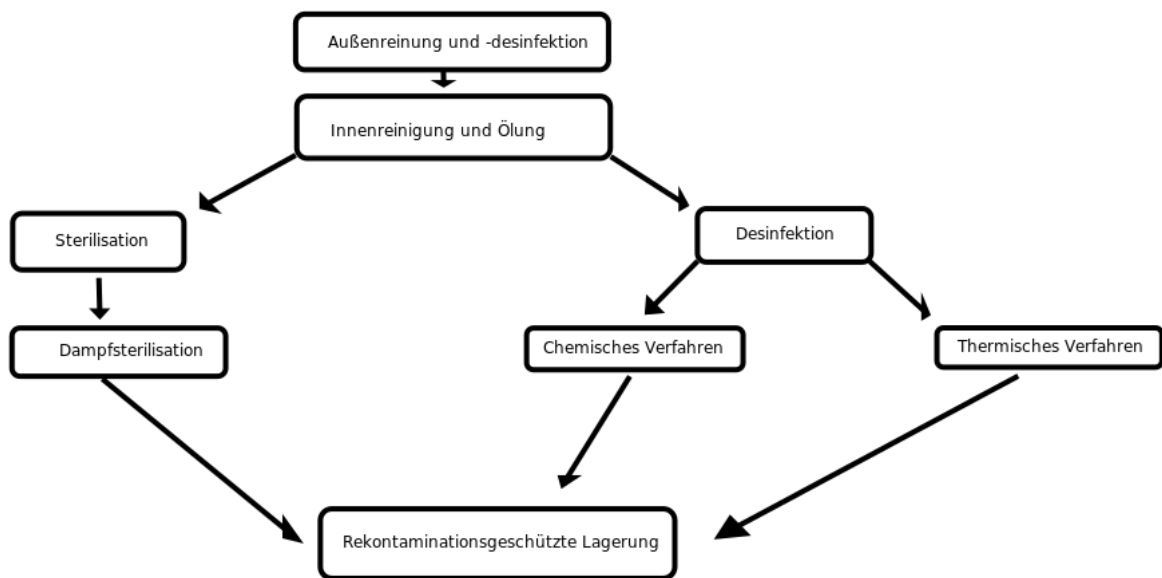 Außenreinung und -desinfektion
Innenreinigung und Ölung
Sterilisation
Desinfektion
Dampfsterilisation
Chemisches Verfahren
Thermisches Verfahren
Rekontaminationsgeschützte Lagerung